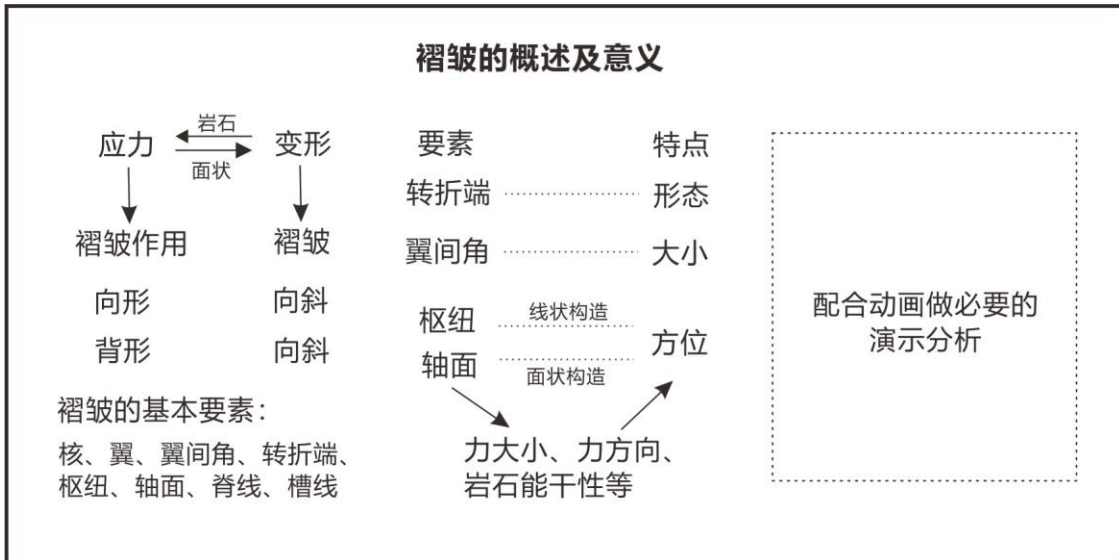 褶皱的概述及意义
应力
岩石
面状
变形
褶皱作用
褶皱
向形
向斜
背形
向斜
褶皱的基本要素：
核、翼、翼间角、转折端、
枢纽、轴面、脊线、槽线
要素
特点
转折端
形态
翼间角
大小
枢纽
线状构造
方位
轴面
面状构造
力大小、力方向、
岩石能干性等
配合动画做必要的
演示分析